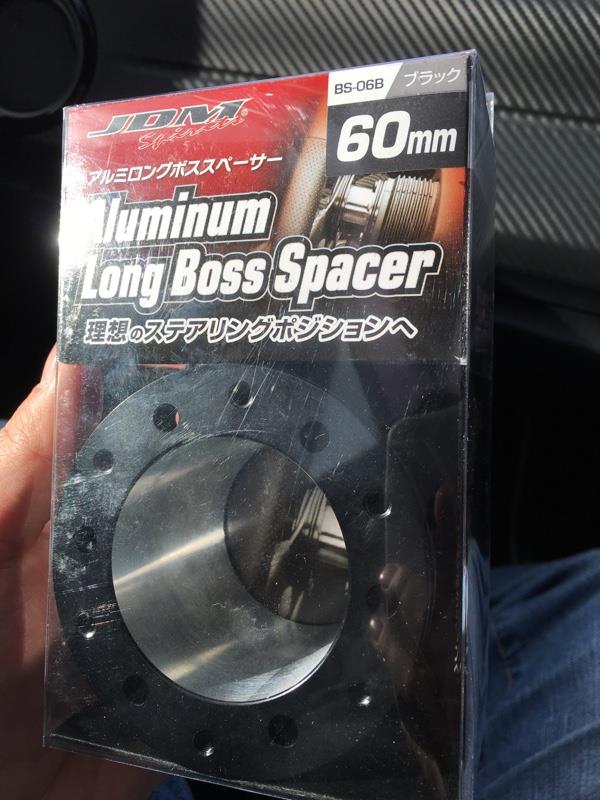 BS-06B ブラック
60mm
JDM
Spirits®
アルミロングボススペーサー
Aluminum
Long Boss Spacer
理想のステアリングポジションへ